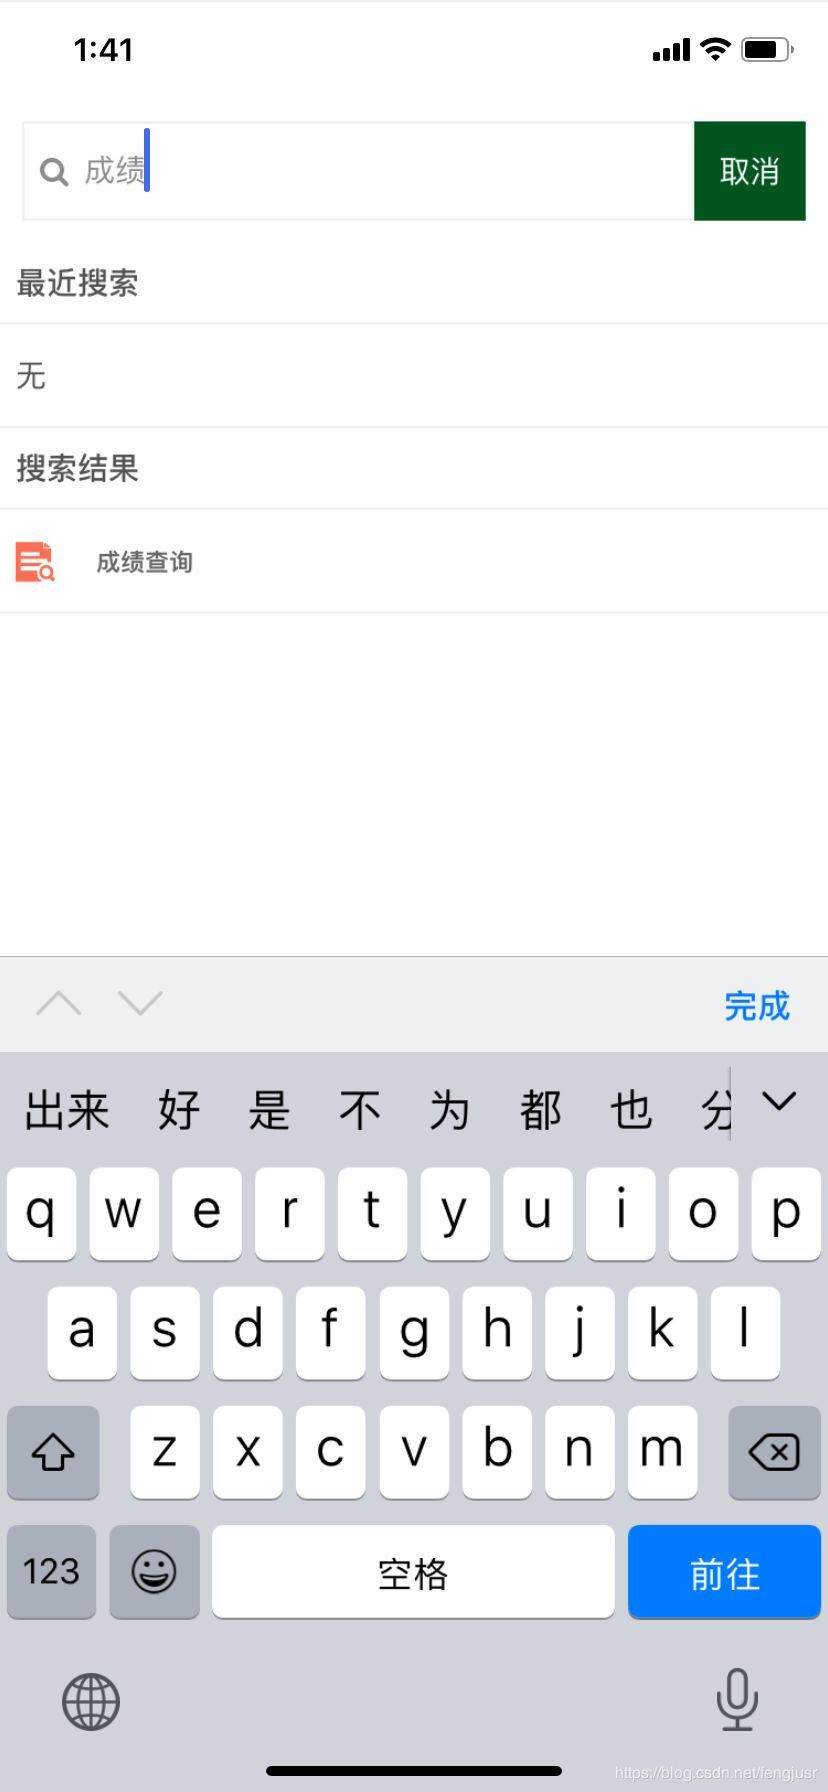 1:41
成绩
取消
最近搜索
无
搜索结果
成绩查询
完成
出来 好 是 不 为 都 也 分
q w e r t y u i o p
a s d f g h j k l
z x c v b n m
123 空格 前往
https://blog.csdn.net/fengjusr